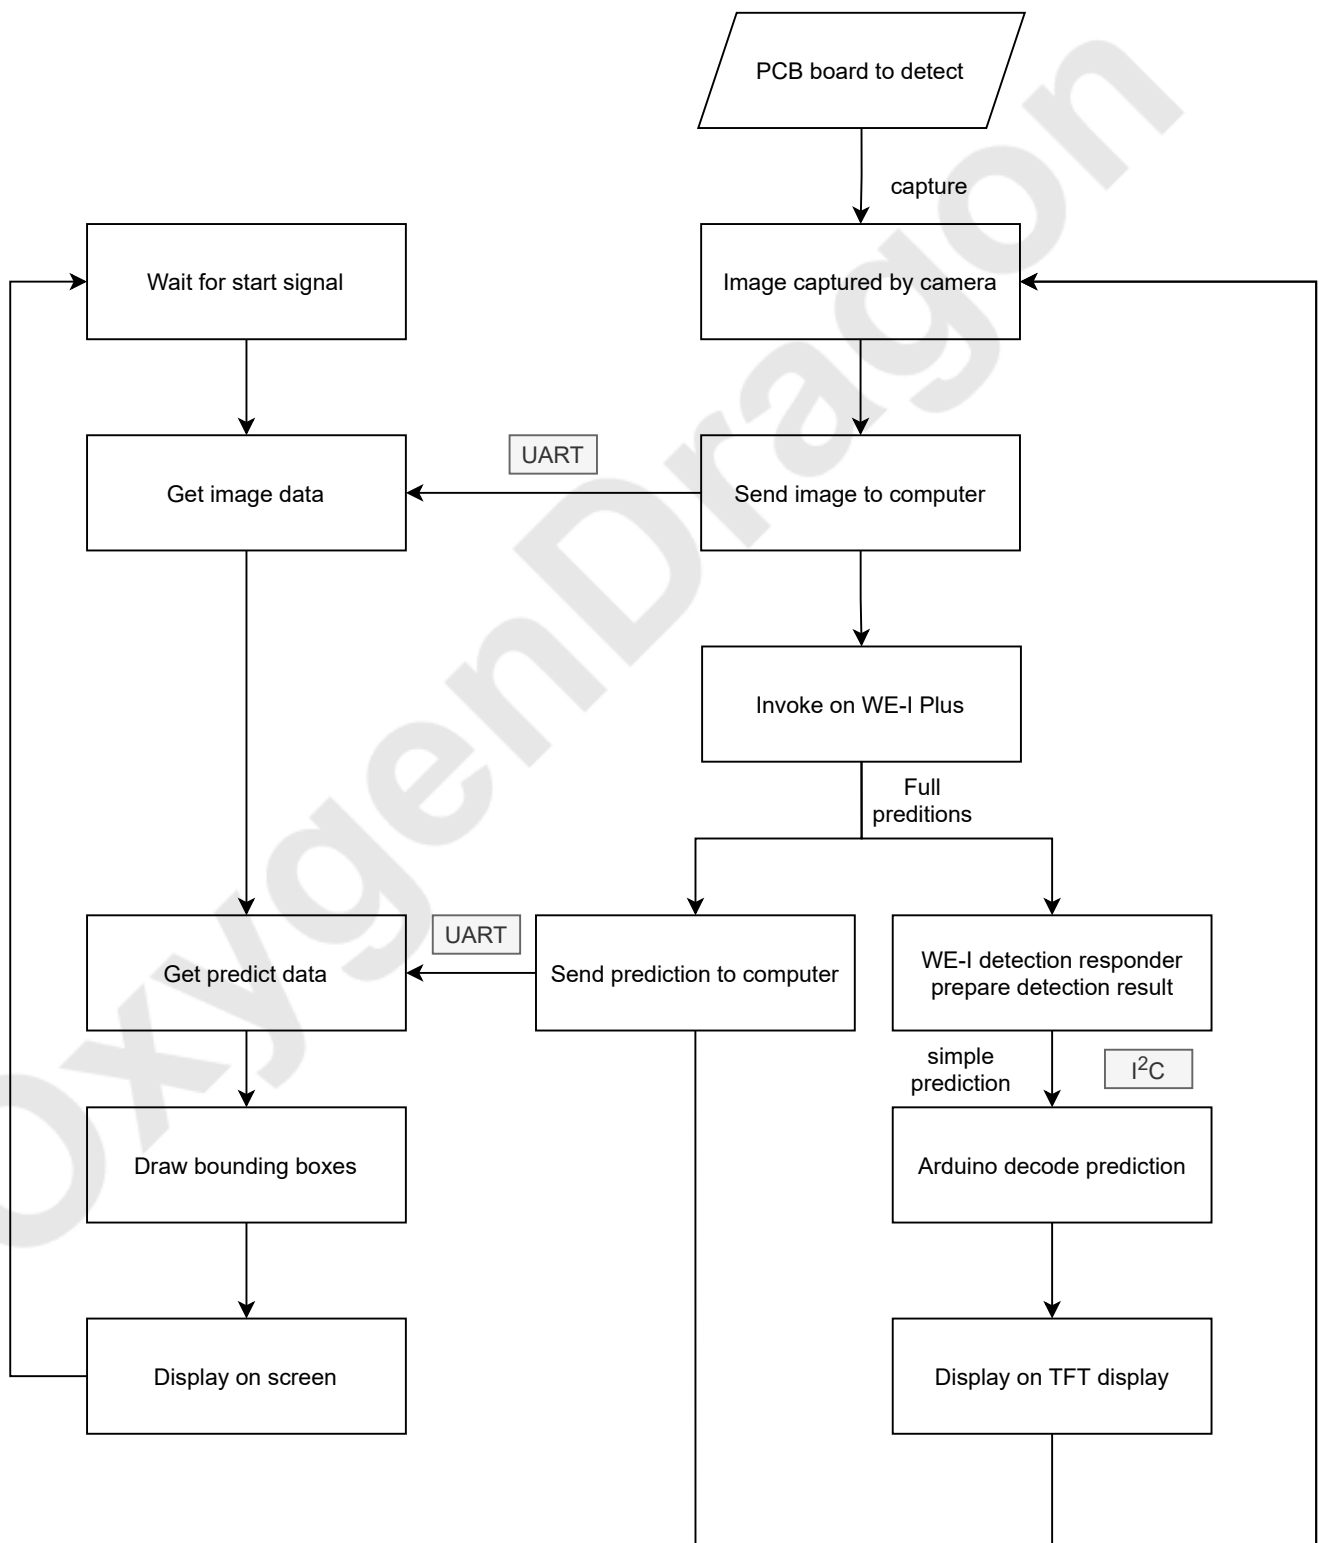 PCB board to detect
capture
Wait for start signal
Image captured by camera
UART
Get image data
Send image to computer
Invoke on WE-I Plus
Full
preditions
UART
Get predict data
Send prediction to computer
WE-I detection responder
prepare detection result
simple
prediction
I²C
Draw bounding boxes
Arduino decode prediction
Display on screen
Display on TFT display
OxygenDragon